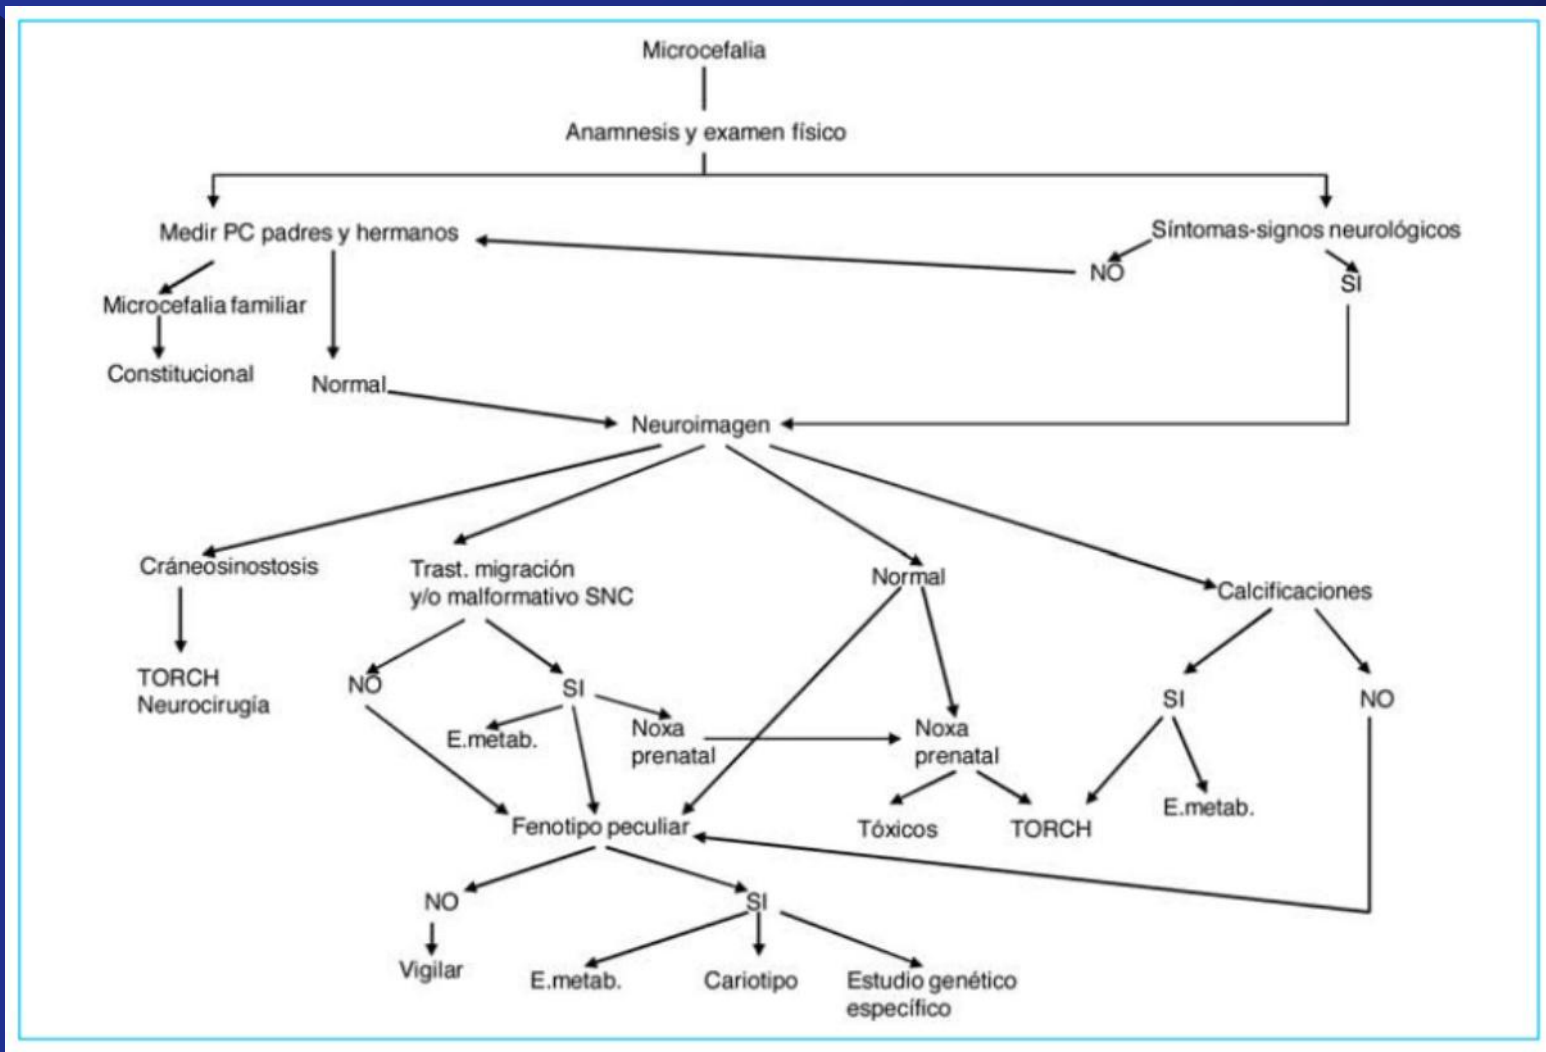 Microcefalia
Anamnesis y examen físico
Medir PC padres y hermanos
Síntomas-signos neurológicos
NO
SI
Microcefalia familiar
Constitucional
Normal
Neuroimagen
Cráneosinostosis
Trast. migración
y/o malformativo SNC
Normal
Calcificaciones
TORCH
Neurocirugía
NO
SI
SI
NO
E.metab.
Noxa
prenatal
Noxa
prenatal
E.metab.
Fenotipo peculiar
Tóxicos
TORCH
NO
SI
Vigilar
E.metab.
Cariotipo
Estudio genético
específico